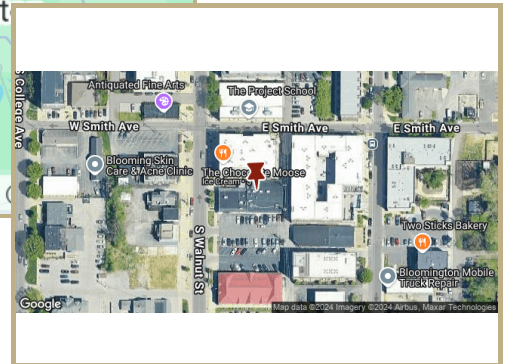 Antiquated Fine Arts
The Project School
S College Ave
W Smith Ave
E Smith Ave
E Smith Ave
Blooming Skin
Care & Acne Clinic
Moose
Ice Cream
S Walnut St
Two Sticks Bakery
Bloomington Mobile
Truck Repair
Google
Map data ©2024 Imagery ©2024 Airbus, Maxar Technologies